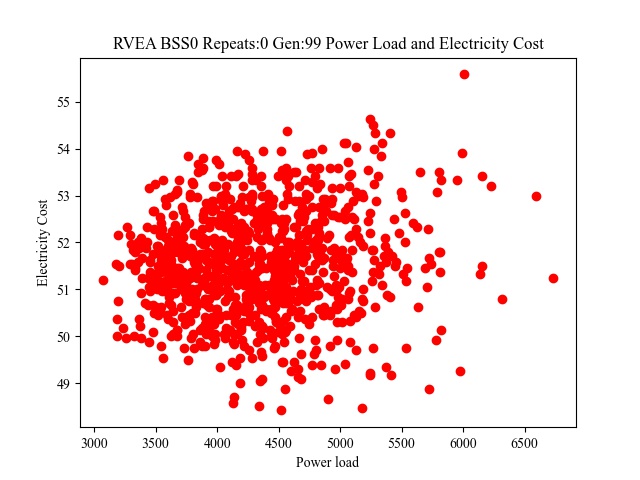 RVEA BSS0 Repeats:0 Gen:99 Power Load and Electricity Cost
55
54
53
52
51
50
49
Electricity Cost
3000 3500 4000 4500 5000 5500 6000 6500
Power load